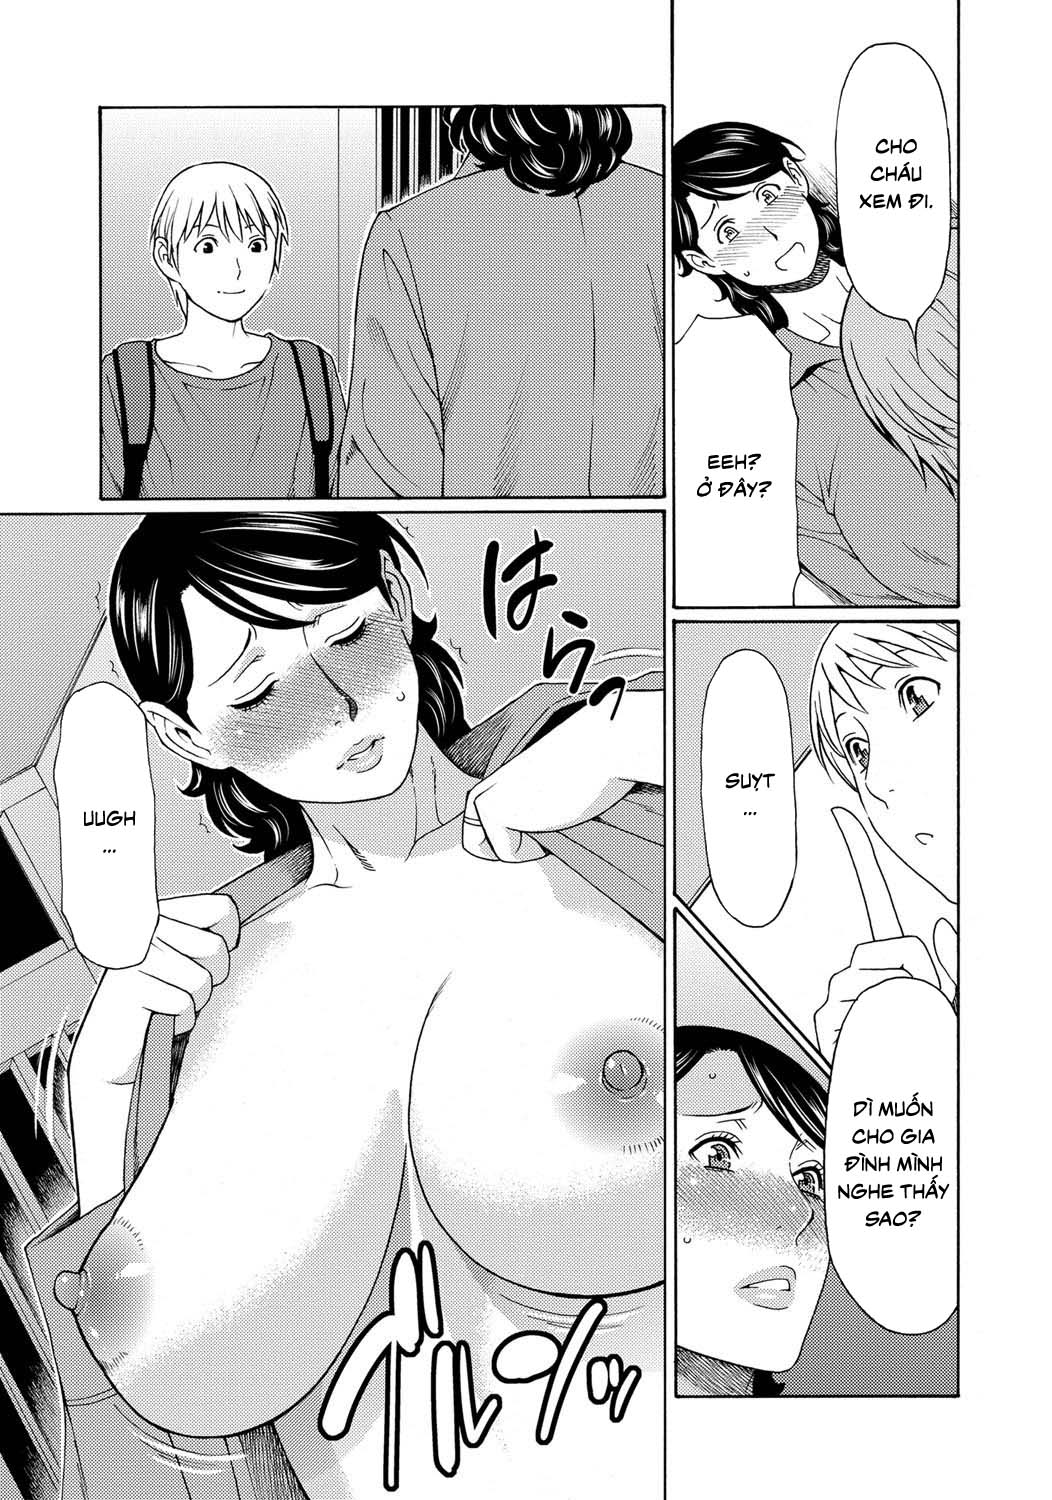 CHO
CHÁU
XEM ĐI.
EEH?
Ở ĐÂY?
SUỴT
...
DÌ MUỐN
CHO GIA
ĐÌNH MÌNH
NGHE THẤY
SAO?
はらっ
UUGH
...
ブルンッ